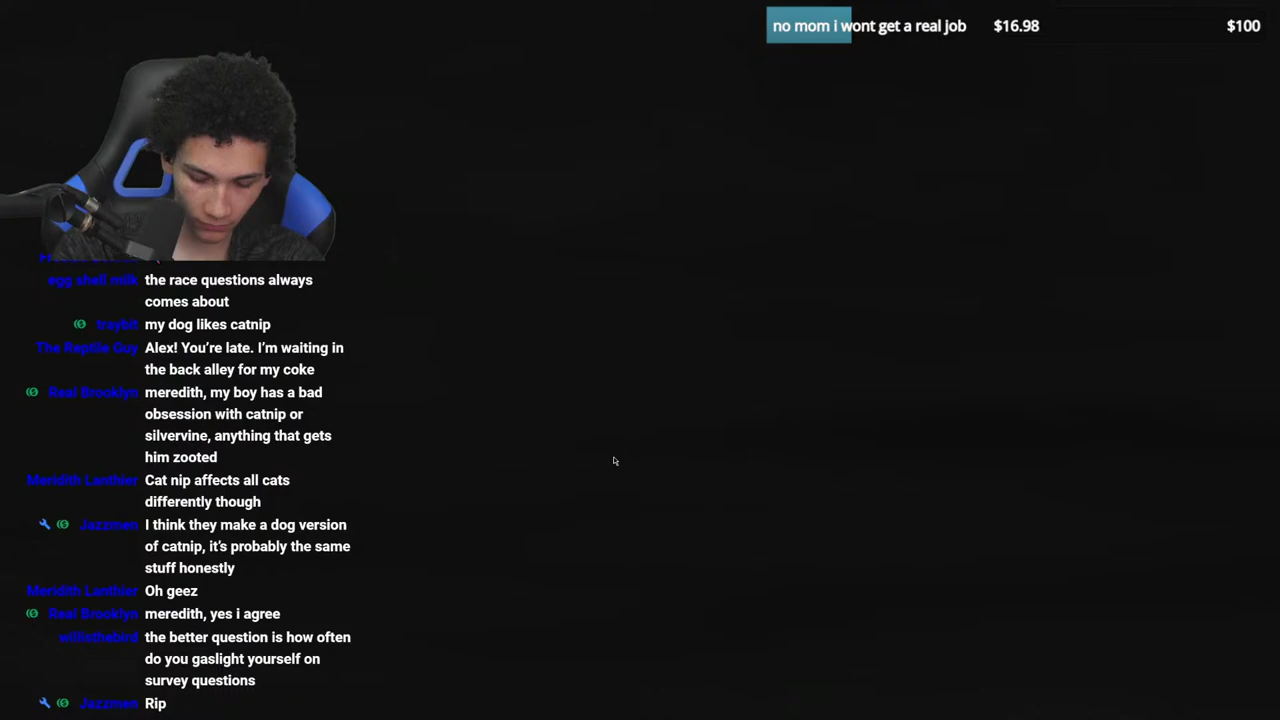 no mom i wont get a real job $16.98 $100
egg shell milk the race questions always
comes about
traybit my dog likes catnip
The Reptile Guy Alex! You're late. I'm waiting in
the back alley for my coke
Real Brooklyn meredith, my boy has a bad
obsession with catnip or
silvervine, anything that gets
him zooted
Meridith Lanthier Cat nip affects all cats
differently though
Jazzmen I think they make a dog version
of catnip, it's probably the same
stuff honestly
Meridith Lanthier Oh geez
Real Brooklyn meredith, yes i agree
willisthebird the better question is how often
do you gaslight yourself on
survey questions
Jazzmen Rip